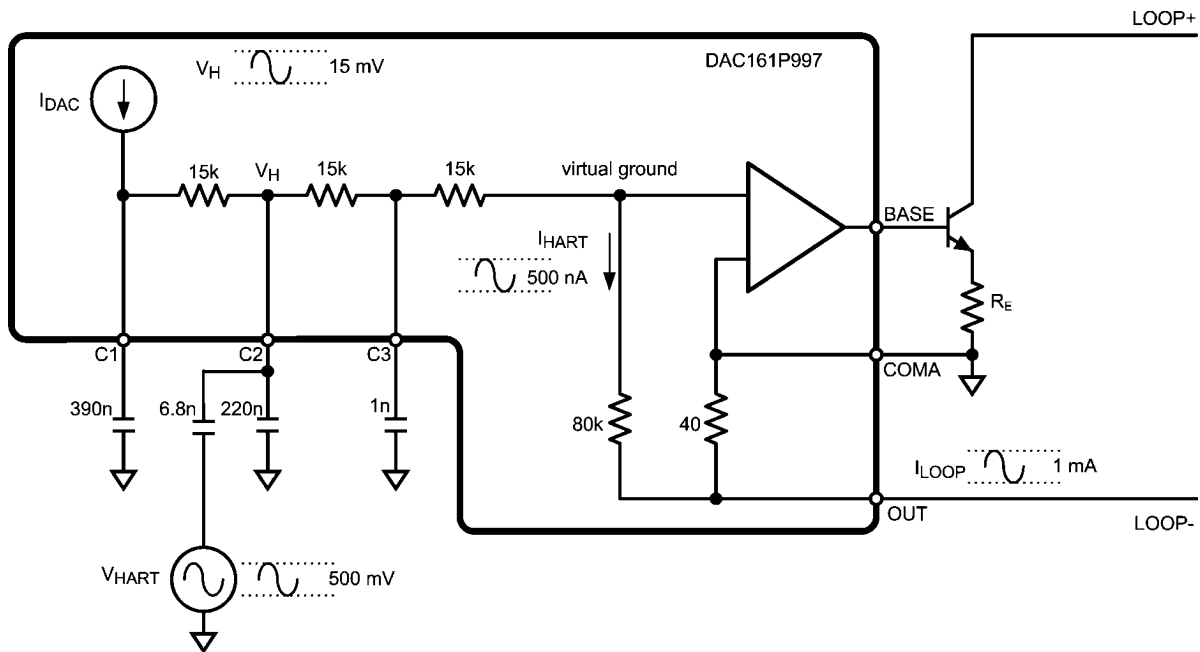 LOOP+
DAC161P997
VH 15 mV
IDAC
15k
VH
15k
15k
virtual ground
BASE
IHART
500 nA
RE
C1
C2
C3
COMA
390n
6.8n
220n
1n
80k
40
ILOOP 1 mA
OUT
LOOP-
VHART 500 mV